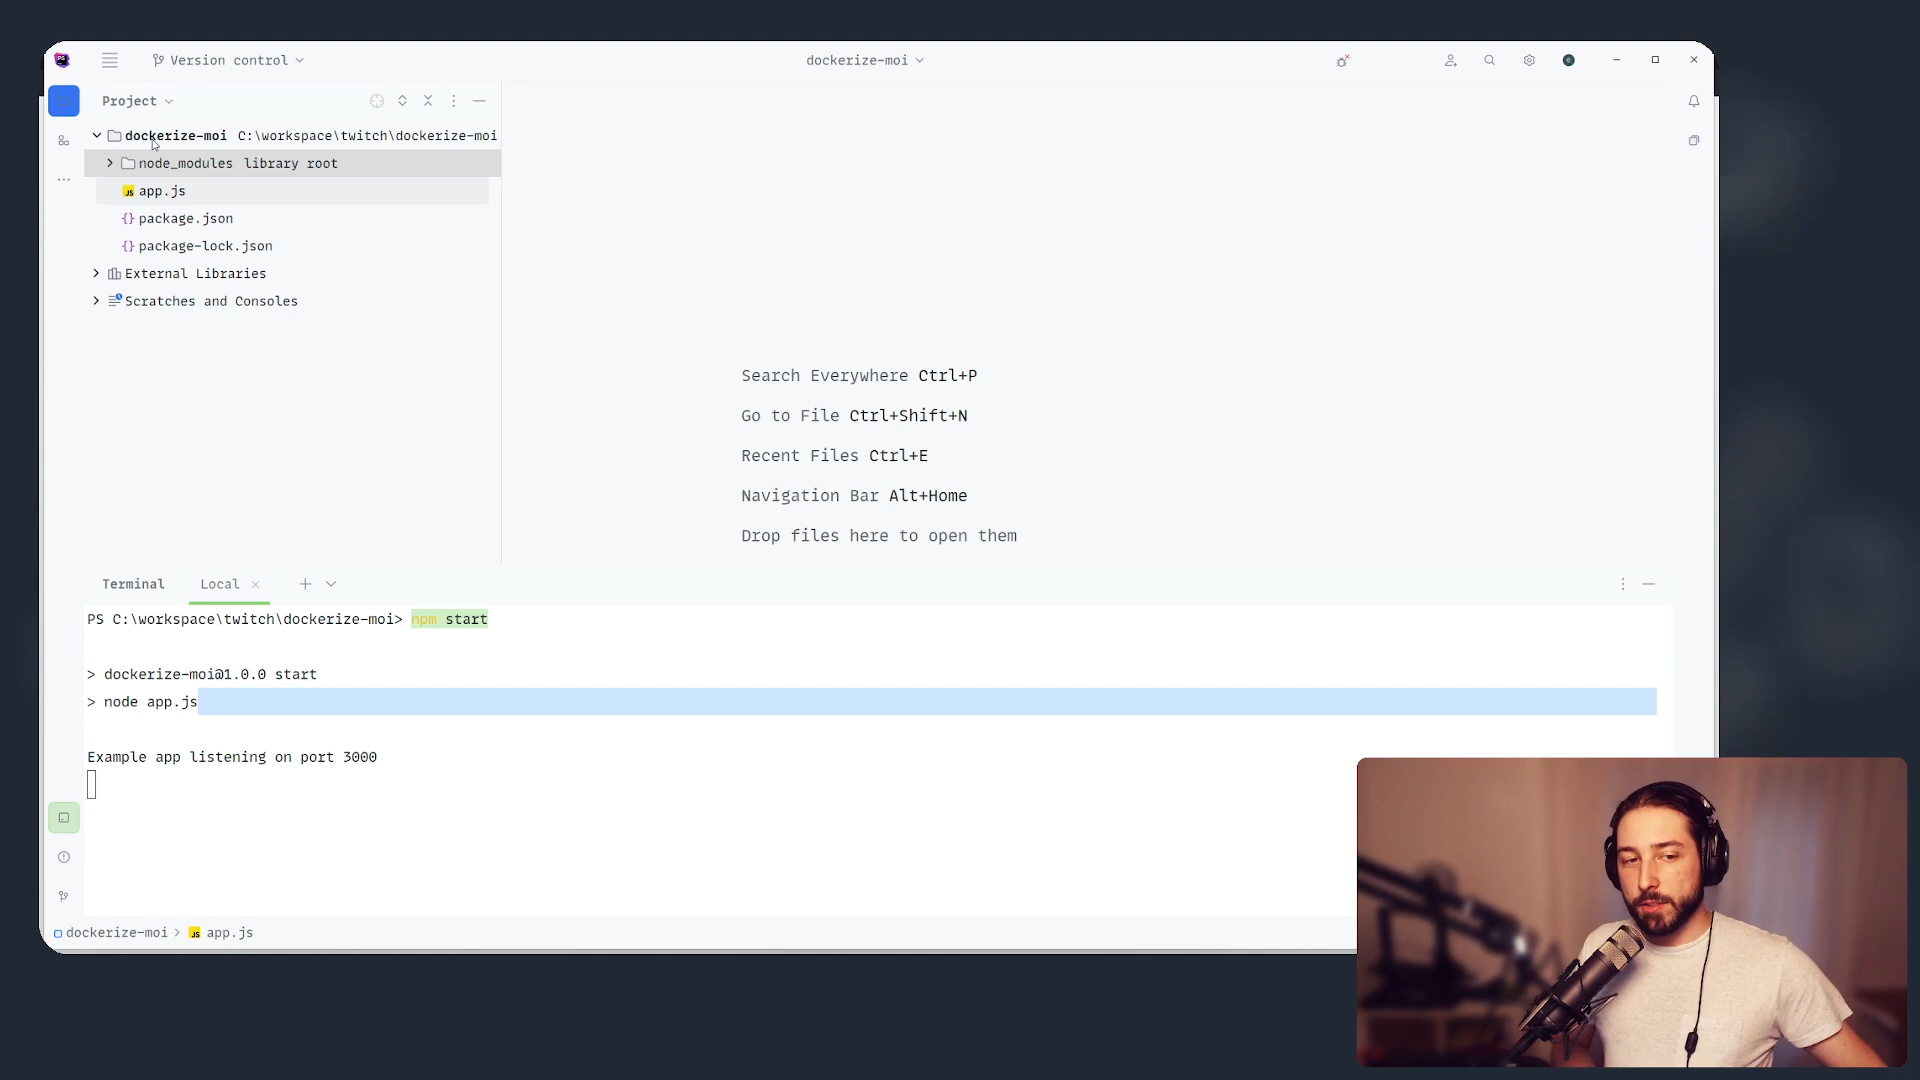 PS
Version control
dockerize-moi
Project
dockerize-moi C:\workspace\twitch\dockerize-moi
node_modules library root
JS app.js
{} package.json
{} package-lock.json
External Libraries
Scratches and Consoles
Search Everywhere Ctrl+P
Go to File Ctrl+Shift+N
Recent Files Ctrl+E
Navigation Bar Alt+Home
Drop files here to open them
Terminal Local
PS C:\workspace\twitch\dockerize-moi> npm start
> dockerize-moi@1.0.0 start
> node app.js
Example app listening on port 3000
dockerize-moi > JS app.js